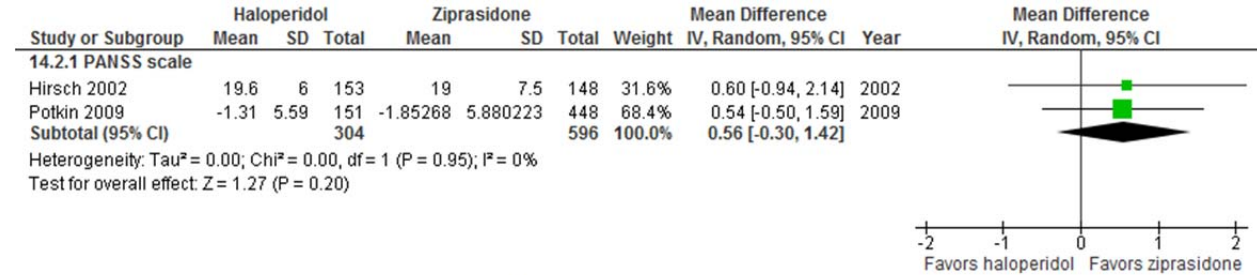 Haloperidol Ziprasidone Mean Difference Mean Difference
Study or Subgroup Mean SD Total Mean SD Total Weight IV, Random, 95% CI Year IV, Random, 95% CI
14.2.1 PANSS scale
Hirsch 2002 19.6 6 153 19 7.5 148 31.6% 0.60 [-0.94, 2.14] 2002
Potkin 2009 -1.31 5.59 151 -1.85268 5.880223 448 68.4% 0.54 [-0.50, 1.59] 2009
Subtotal (95% CI) 304 596 100.0% 0.56 [-0.30, 1.42]
Heterogeneity: Tau² = 0.00; Chi² = 0.00, df = 1 (P = 0.95); I² = 0%
Test for overall effect: Z = 1.27 (P = 0.20)
-2 -1 0 1 2
Favors haloperidol Favors ziprasidone